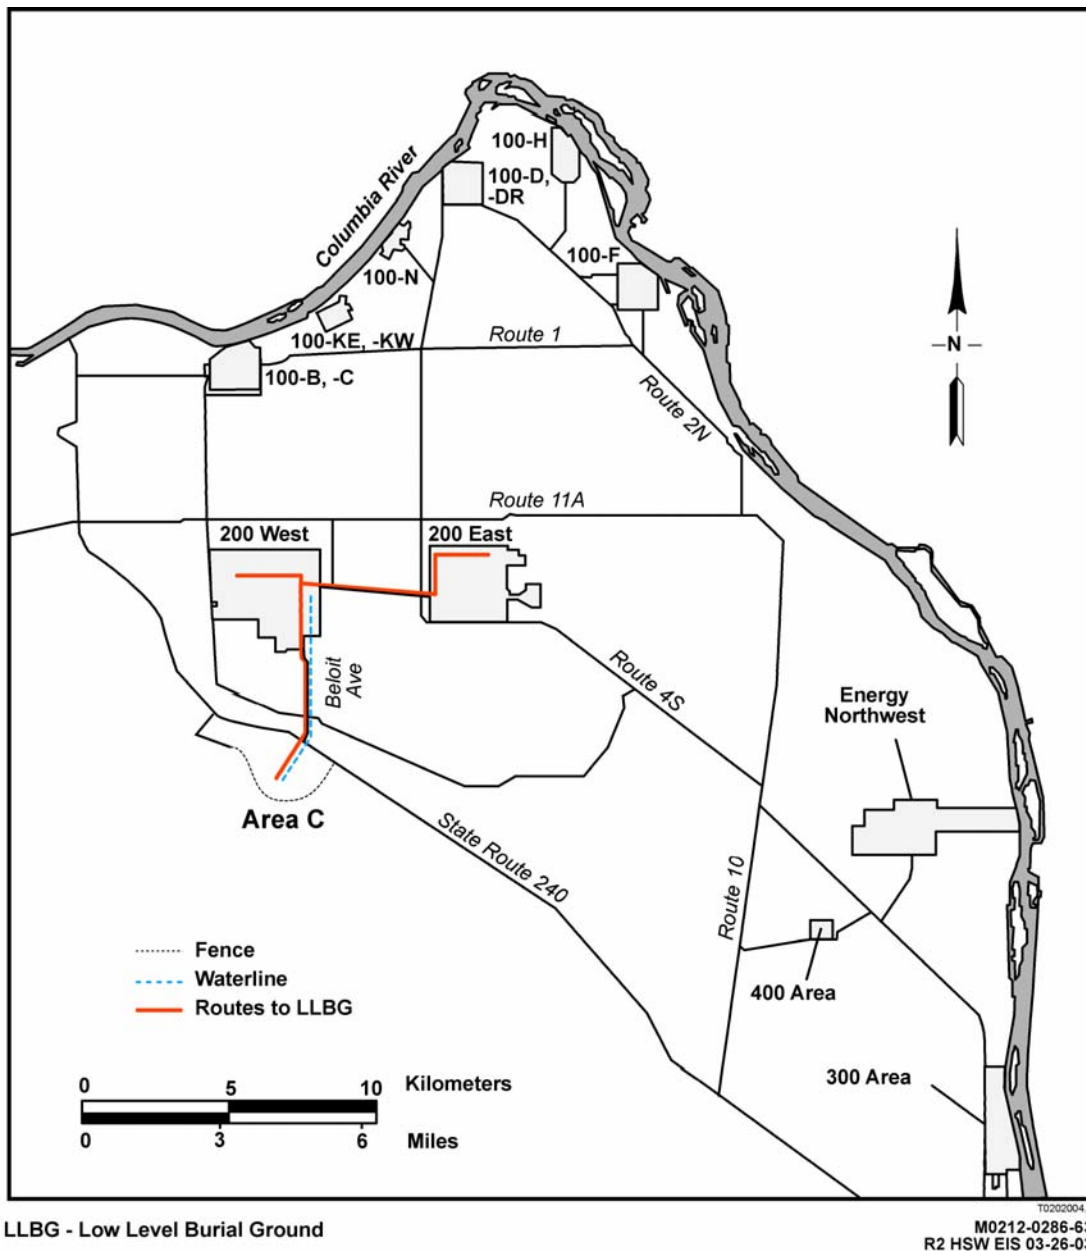 100-H
100-D,
-DR
Columbia River
100-F
100-N
N
100-KE, -KW
Route 1
100-B, -C
Route 2N
Route 11A
200 West
200 East
Beloit
Ave
Route 4S
Energy
Northwest
Area C
State Route 240
Route 10
Fence
Waterline
Routes to LLBG
400 Area
300 Area
0 5 10 Kilometers
0 3 6 Miles
T0202004.
LLBG - Low Level Burial Ground
M0212-0286-63
R2 HSW EIS 03-26-0